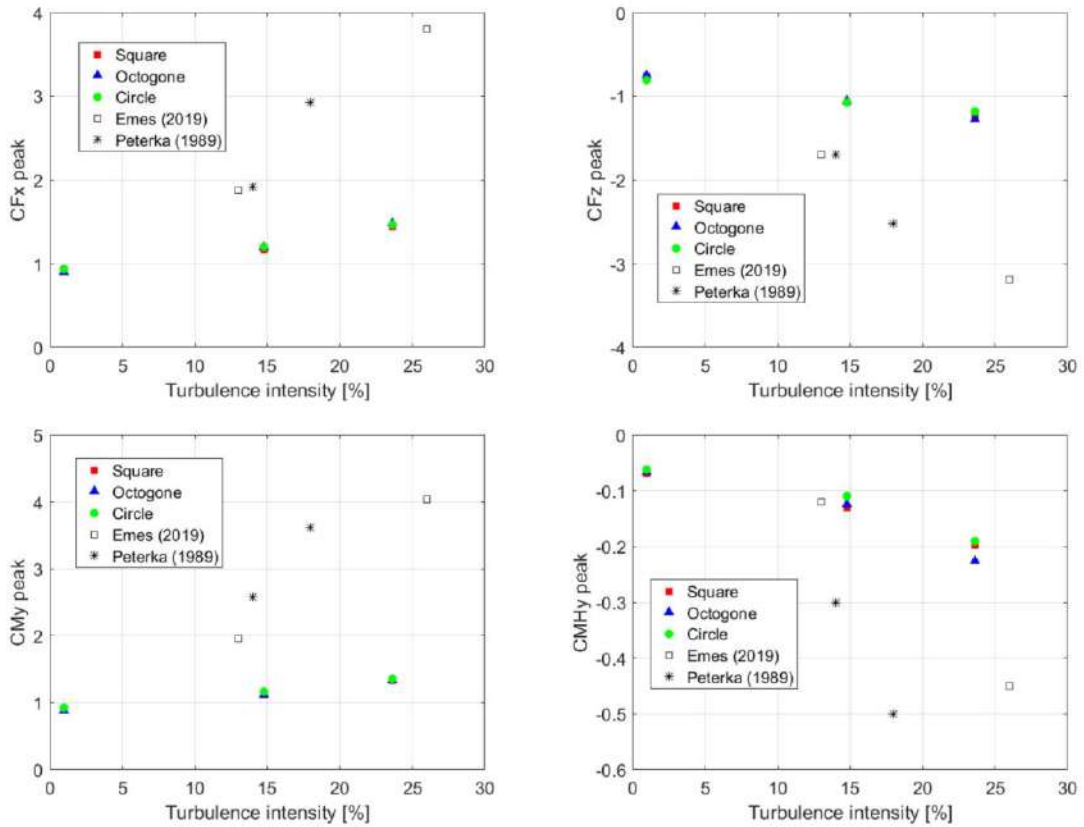 4
3
2
1
0
CFx peak
Square
Octogone
Circle
Emes (2019)
Peterka (1989)
0 5 10 15 20 25 30
Turbulence intensity [%]
-0
-1
-2
-3
-4
CFz peak
Square
Octogone
Circle
Emes (2019)
Peterka (1989)
0 5 10 15 20 25 30
Turbulence intensity [%]
5
4
3
2
1
0
CMy peak
Square
Octogone
Circle
Emes (2019)
Peterka (1989)
0 5 10 15 20 25 30
Turbulence intensity [%]
0
-0.1
-0.2
-0.3
-0.4
-0.5
-0.6
CMHy peak
Square
Octogone
Circle
Emes (2019)
Peterka (1989)
0 5 10 15 20 25 30
Turbulence intensity [%]